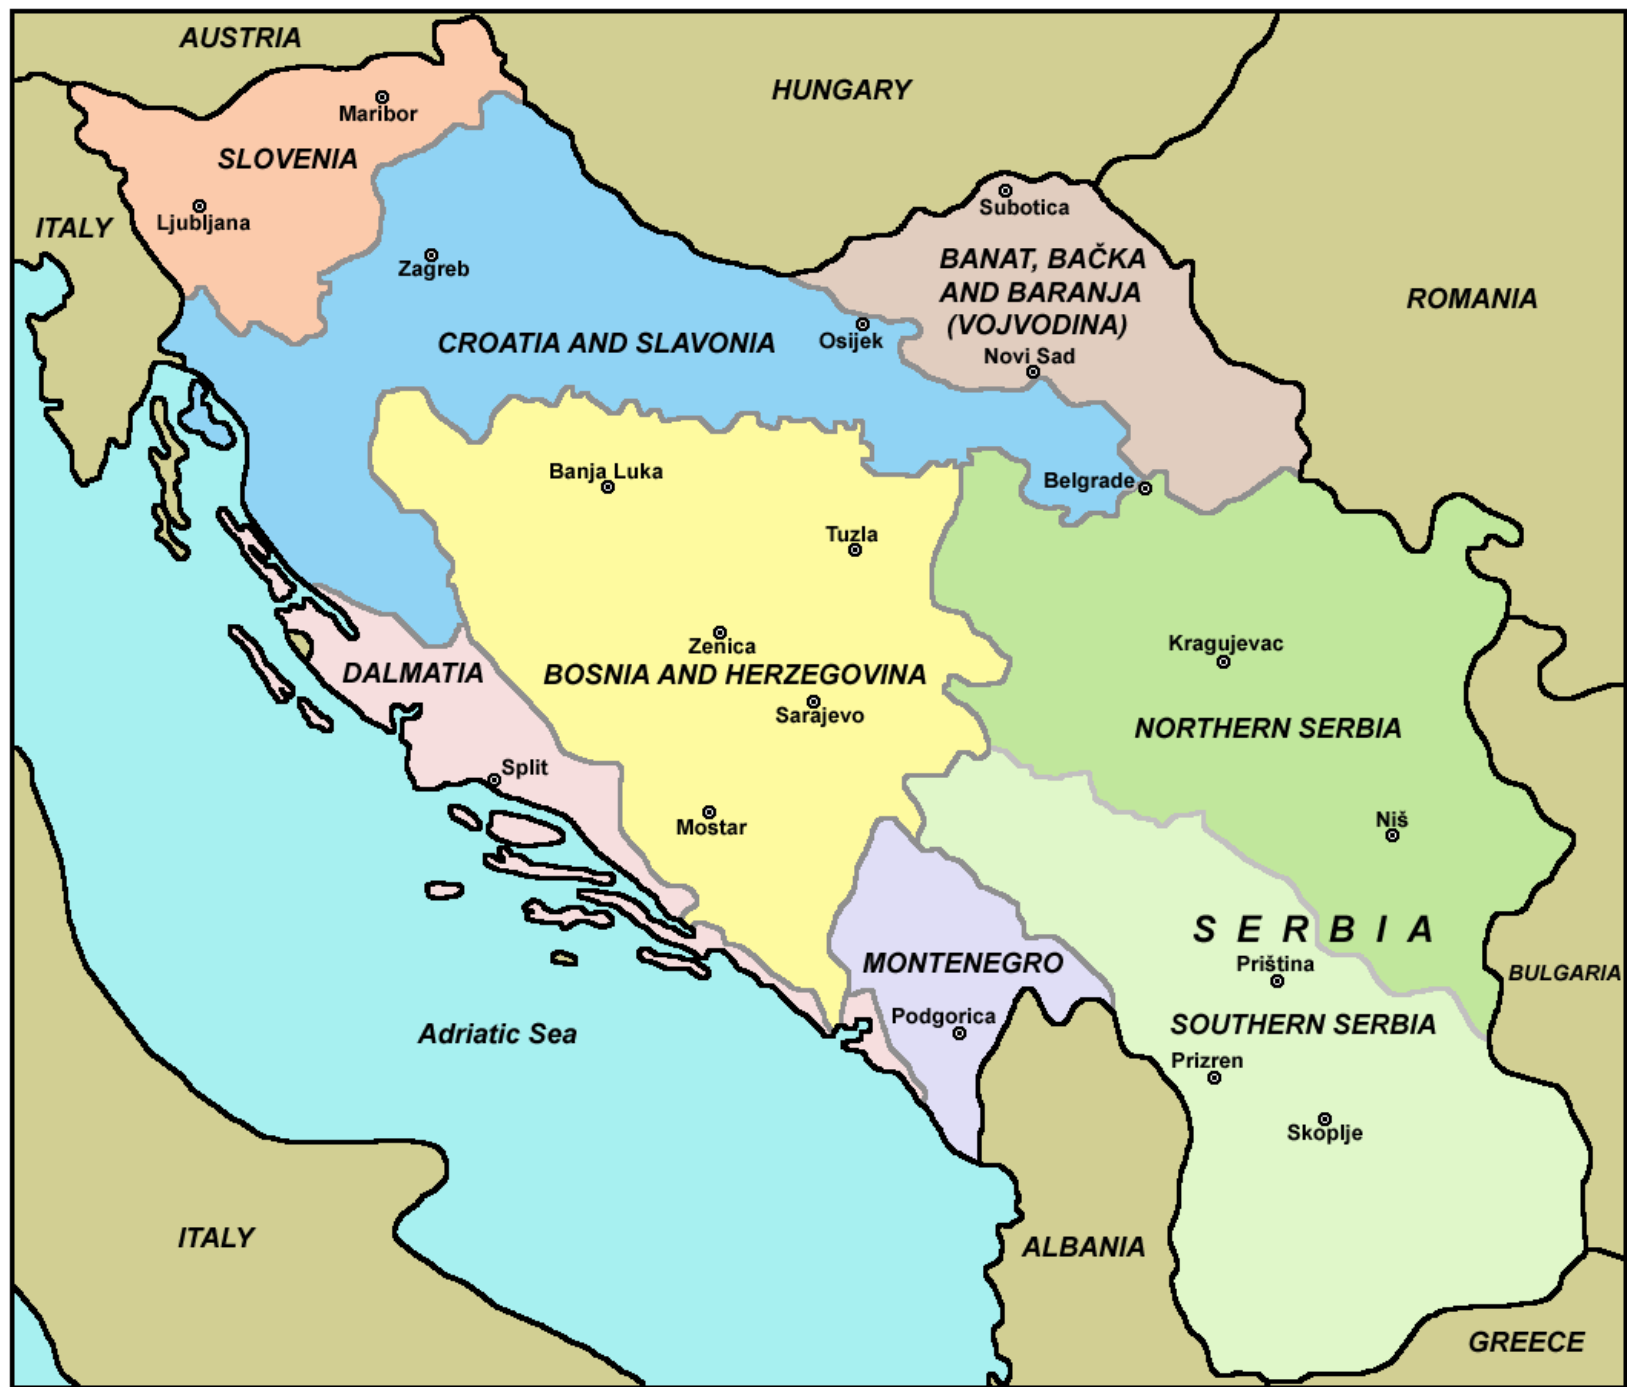 AUSTRIA
HUNGARY
Maribor
SLOVENIA
Subotica
Ljubljana
ITALY
Zagreb
BANAT, BAČKA
AND BARANJA
(VOJVODINA)
ROMANIA
CROATIA AND SLAVONIA
Osijek
Novi Sad
Banja Luka
Belgrade
Tuzla
Zenica
Kragujevac
DALMATIA
BOSNIA AND HERZEGOVINA
Sarajevo
NORTHERN SERBIA
Split
Mostar
Niš
SERBIA
MONTENEGRO
Priština
BULGARIA
Podgorica
SOUTHERN SERBIA
Adriatic Sea
Prizren
Skoplje
ITALY
ALBANIA
GREECE